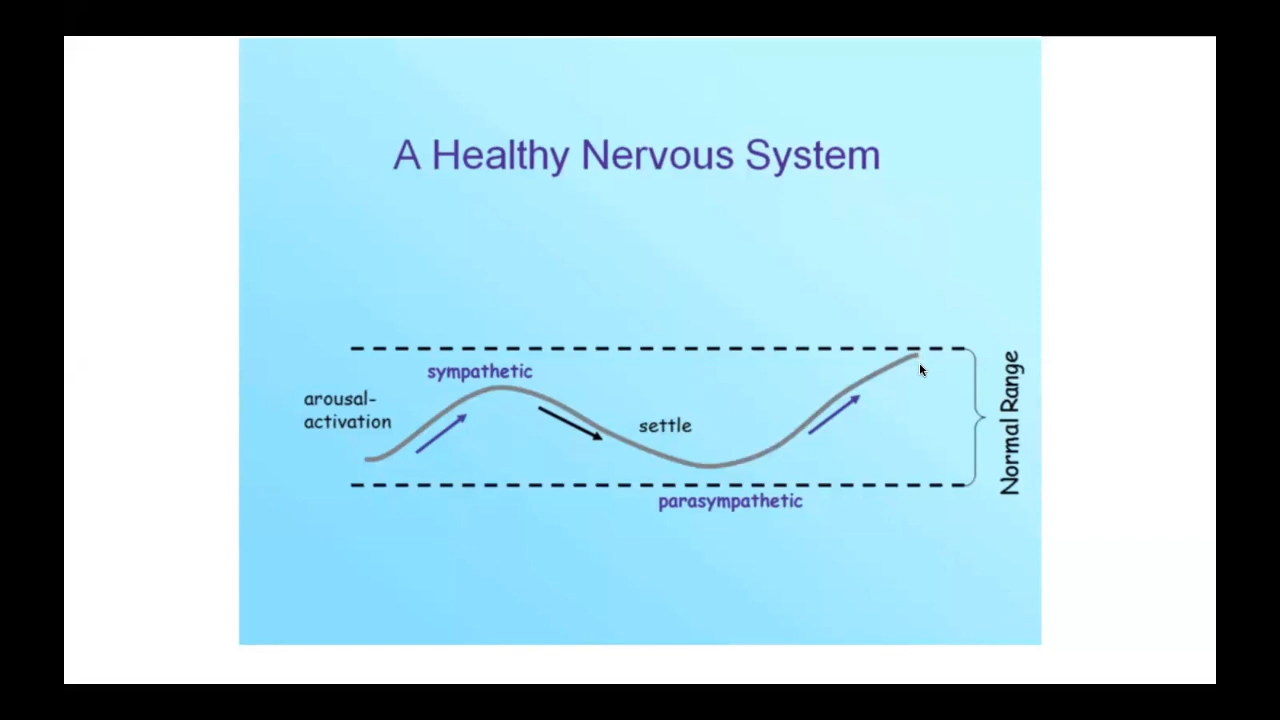 A Healthy Nervous System
sympathetic
arousal-
activation
settle
parasympathetic
Normal Range